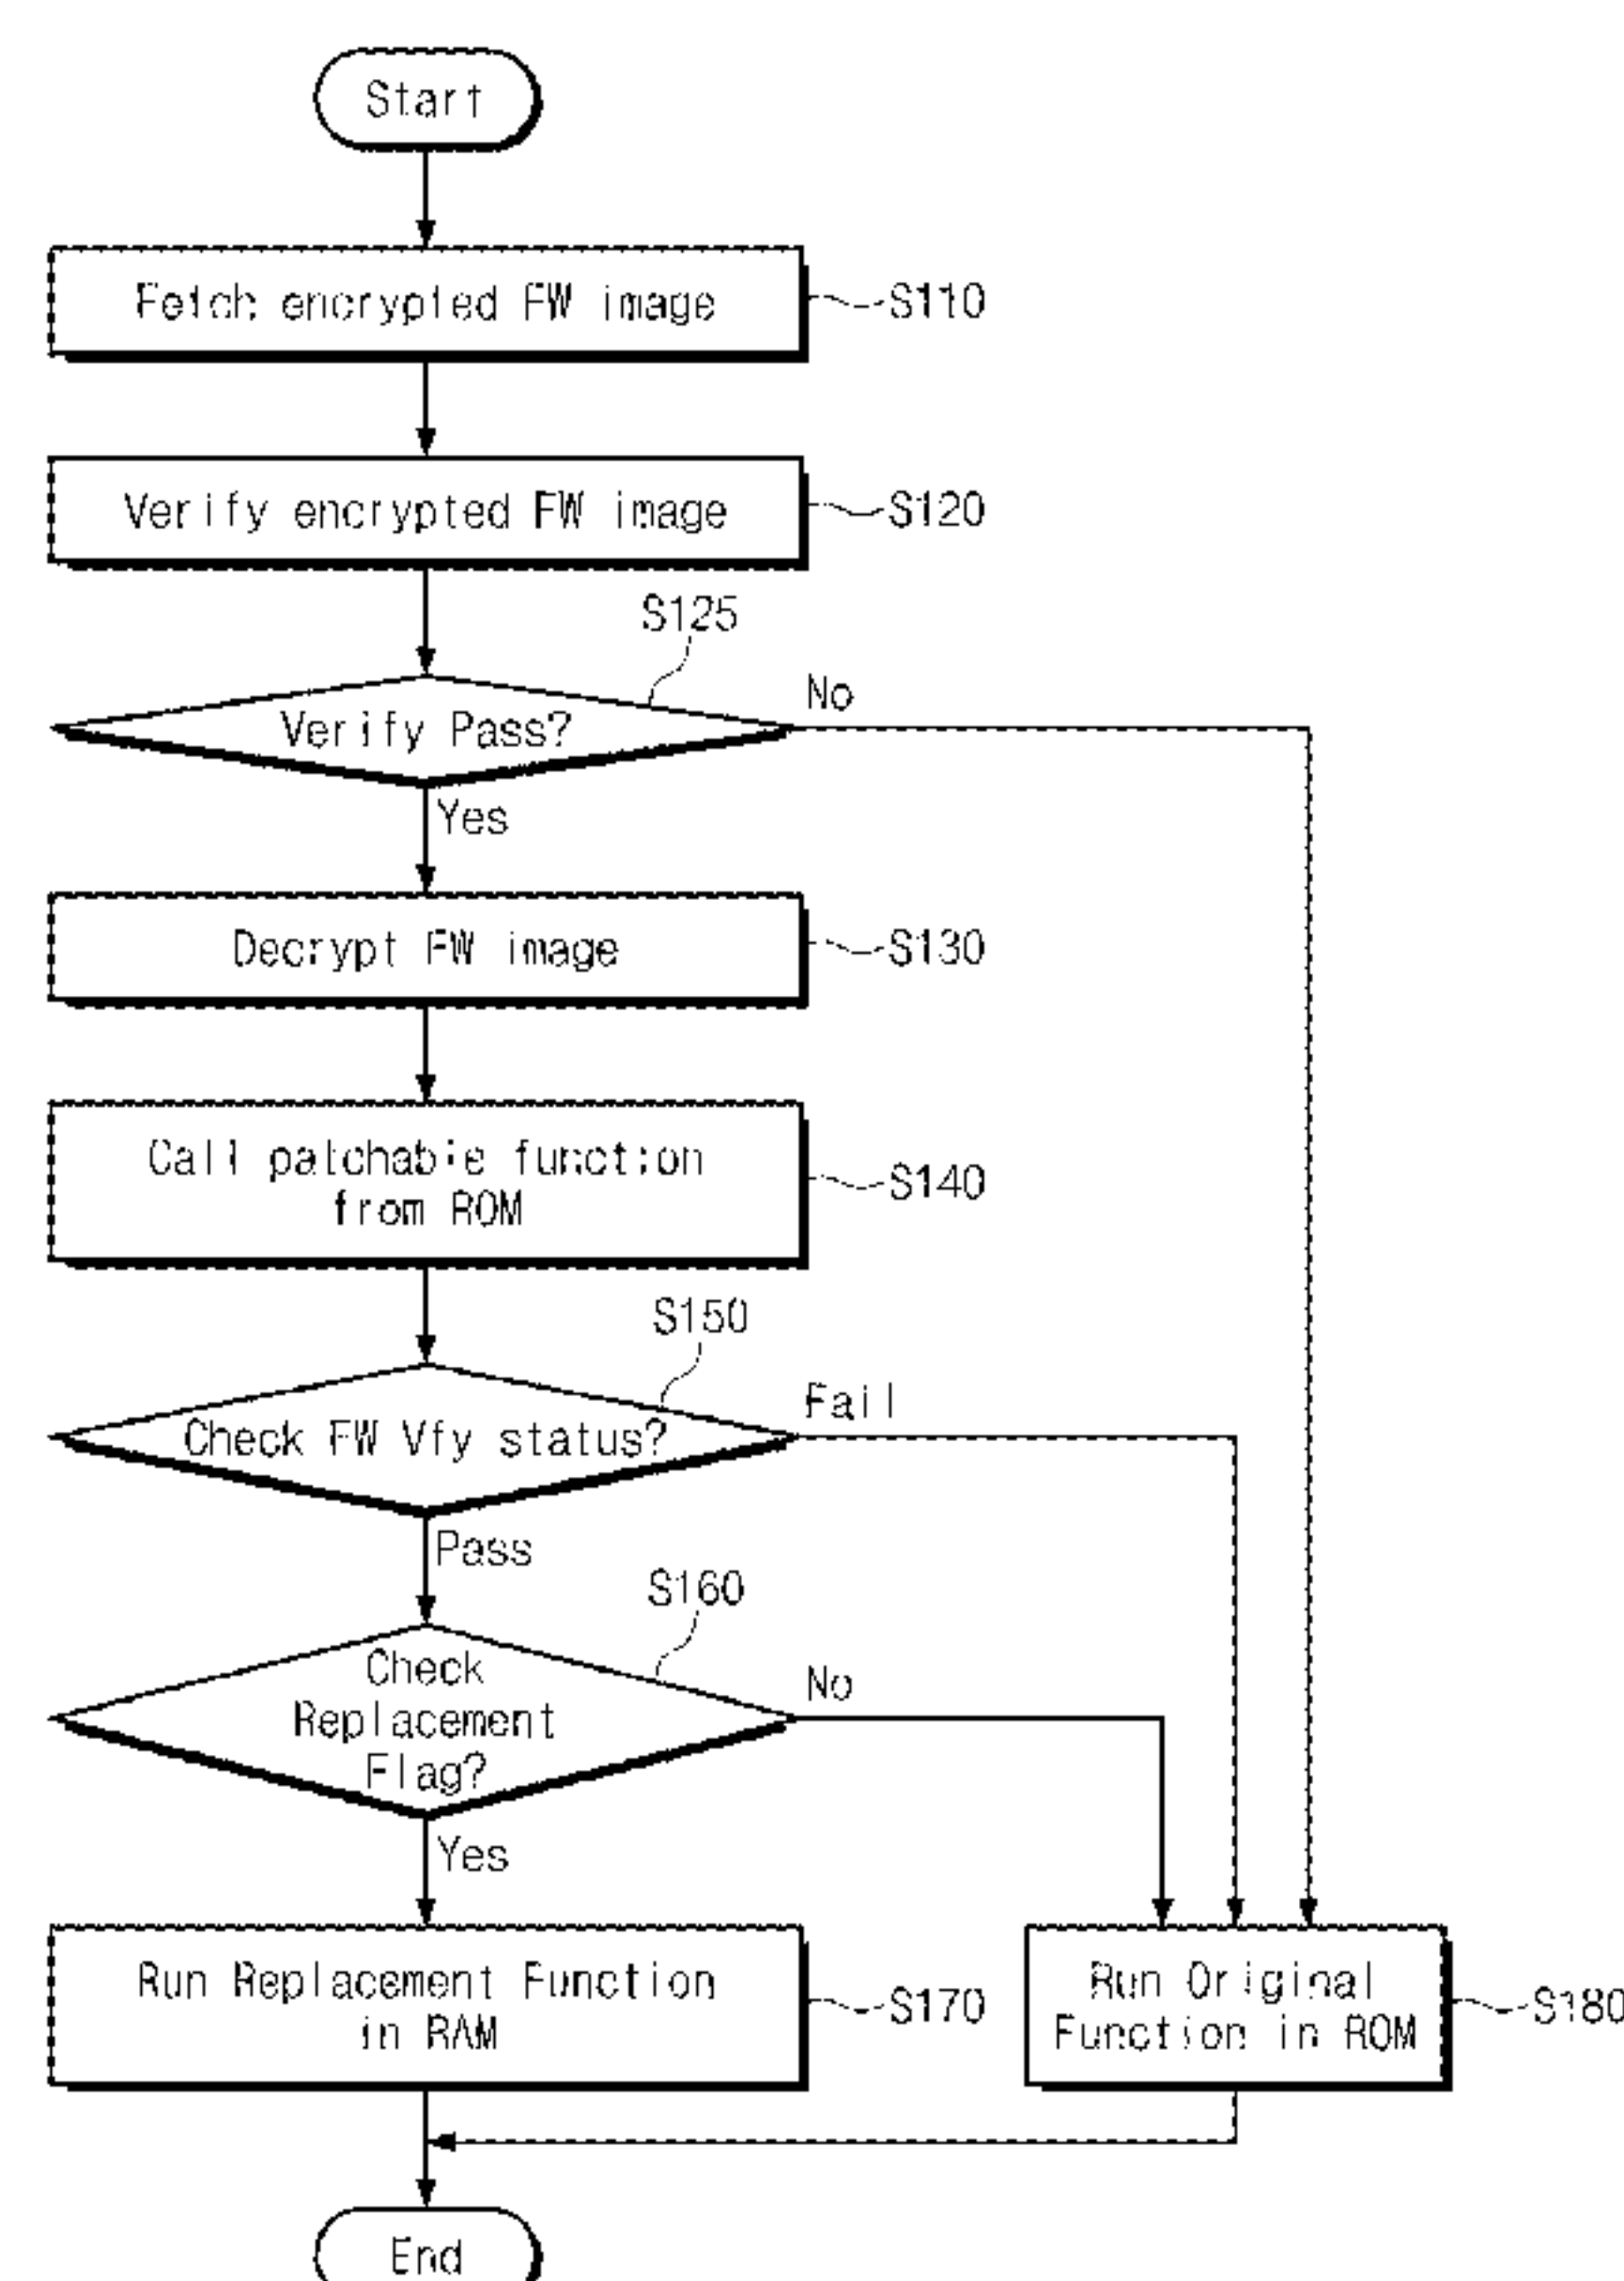 Start
Fetch encrypted FW image
S110
Verify encrypted FW image
S120
S125
Verify Pass?
No
Yes
Decrypt FW image
S130
Call patchable function
from ROM
S140
S150
Check FW Vfy status?
Fail
Pass
S160
Check
Replacement
Flag?
No
Yes
Run Replacement Function
in RAM
S170
Run Original
Function in ROM
S180
End